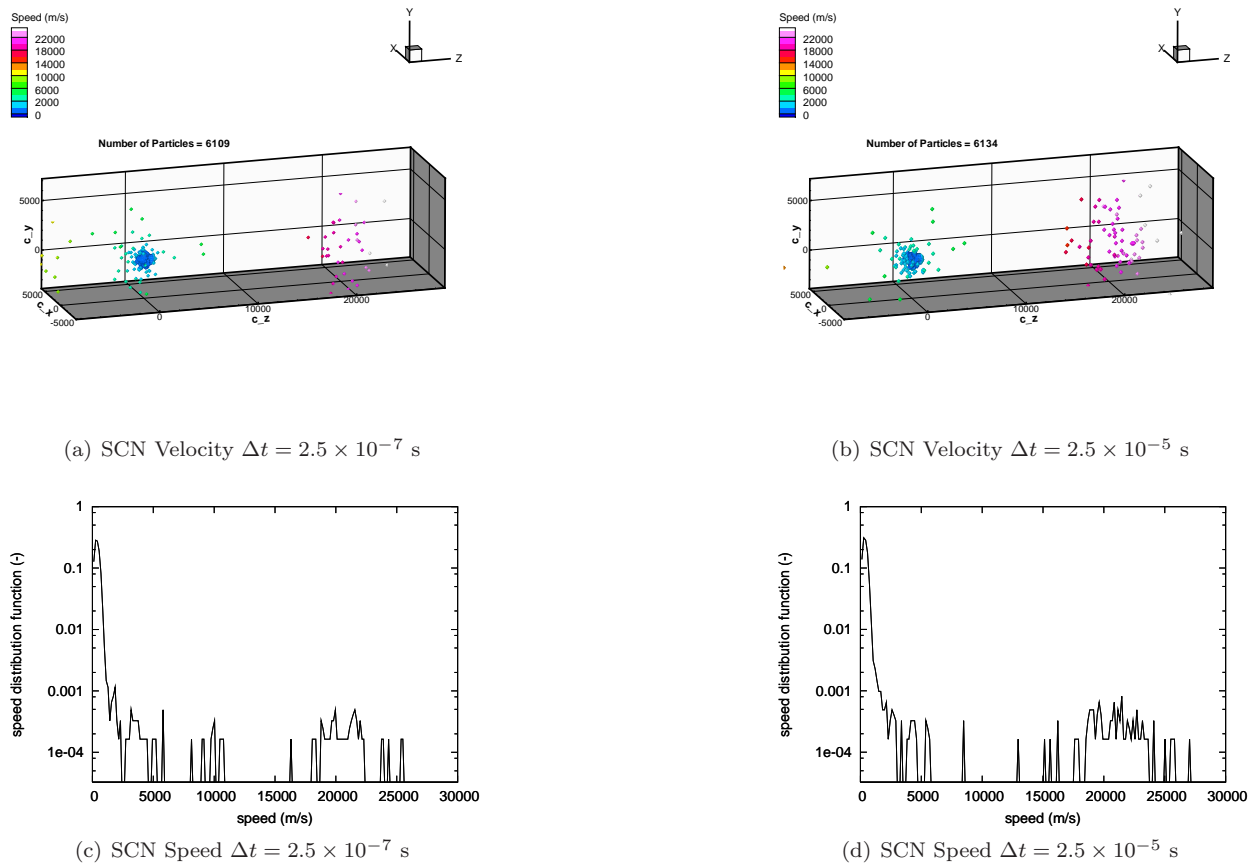 Speed (m/s)
22000
18000
14000
10000
6000
2000
0
Y
X
Z
Number of Particles = 6109
5000
0
c_y
5000
0
-5000
c_x
0
10000
20000
c_z
(a) SCN Velocity Δt = 2.5 × 10−7 s
Speed (m/s)
22000
18000
14000
10000
6000
2000
0
Y
X
Z
Number of Particles = 6134
5000
0
c_y
5000
0
-5000
c_x
0
10000
20000
c_z
(b) SCN Velocity Δt = 2.5 × 10−5 s
1
0.1
0.01
0.001
1e-04
speed distribution function (-)
0 5000 10000 15000 20000 25000 30000
speed (m/s)
(c) SCN Speed Δt = 2.5 × 10−7 s
1
0.1
0.01
0.001
1e-04
speed distribution function (-)
0 5000 10000 15000 20000 25000 30000
speed (m/s)
(d) SCN Speed Δt = 2.5 × 10−5 s